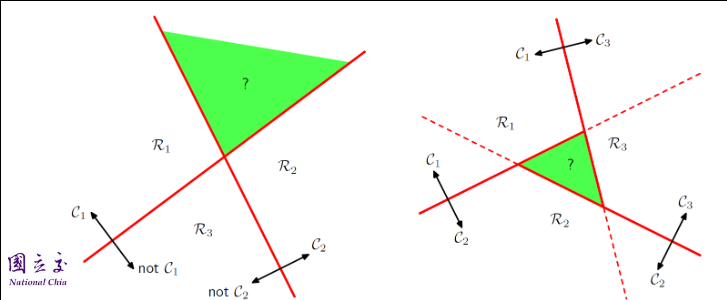 ?
R₁
R₂
R₃
C₁
not C₁
C₂
not C₂
C₁
C₃
R₁
R₃
?
C₁
C₂
R₂
C₃
C₂
國立交
National Chia